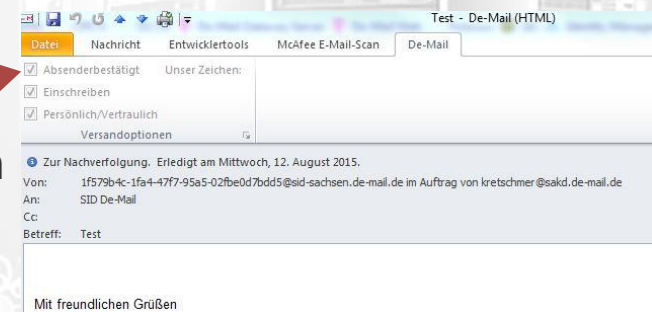 Test - De-Mail (HTML)
Datei Nachricht Entwicklertools McAfee E-Mail-Scan De-Mail
Absenderbestätigt Unser Zeichen:
Einschreiben
Persönlich/Vertraulich
Versandoptionen
Zur Nachverfolgung. Erledigt am Mittwoch, 12. August 2015.
Von: 1f579b4c-1fa4-47f7-95a5-02fbe0d7bdd5@sid-sachsen.de-mail.de im Auftrag von kretschmer@sakd.de-mail.de
An: SID De-Mail
Cc:
Betreff: Test
Mit freundlichen Grüßen